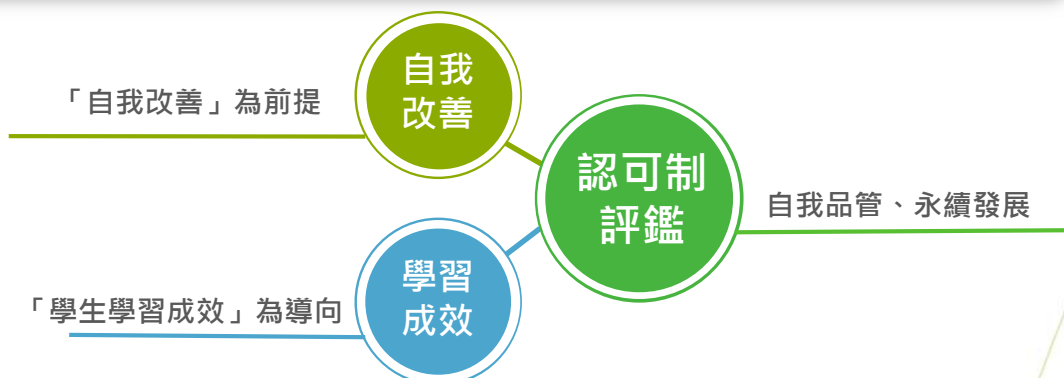 「自我改善」為前提
自我
改善
認可制
評鑑
自我品管、永續發展
「學生學習成效」為導向
學習
成效